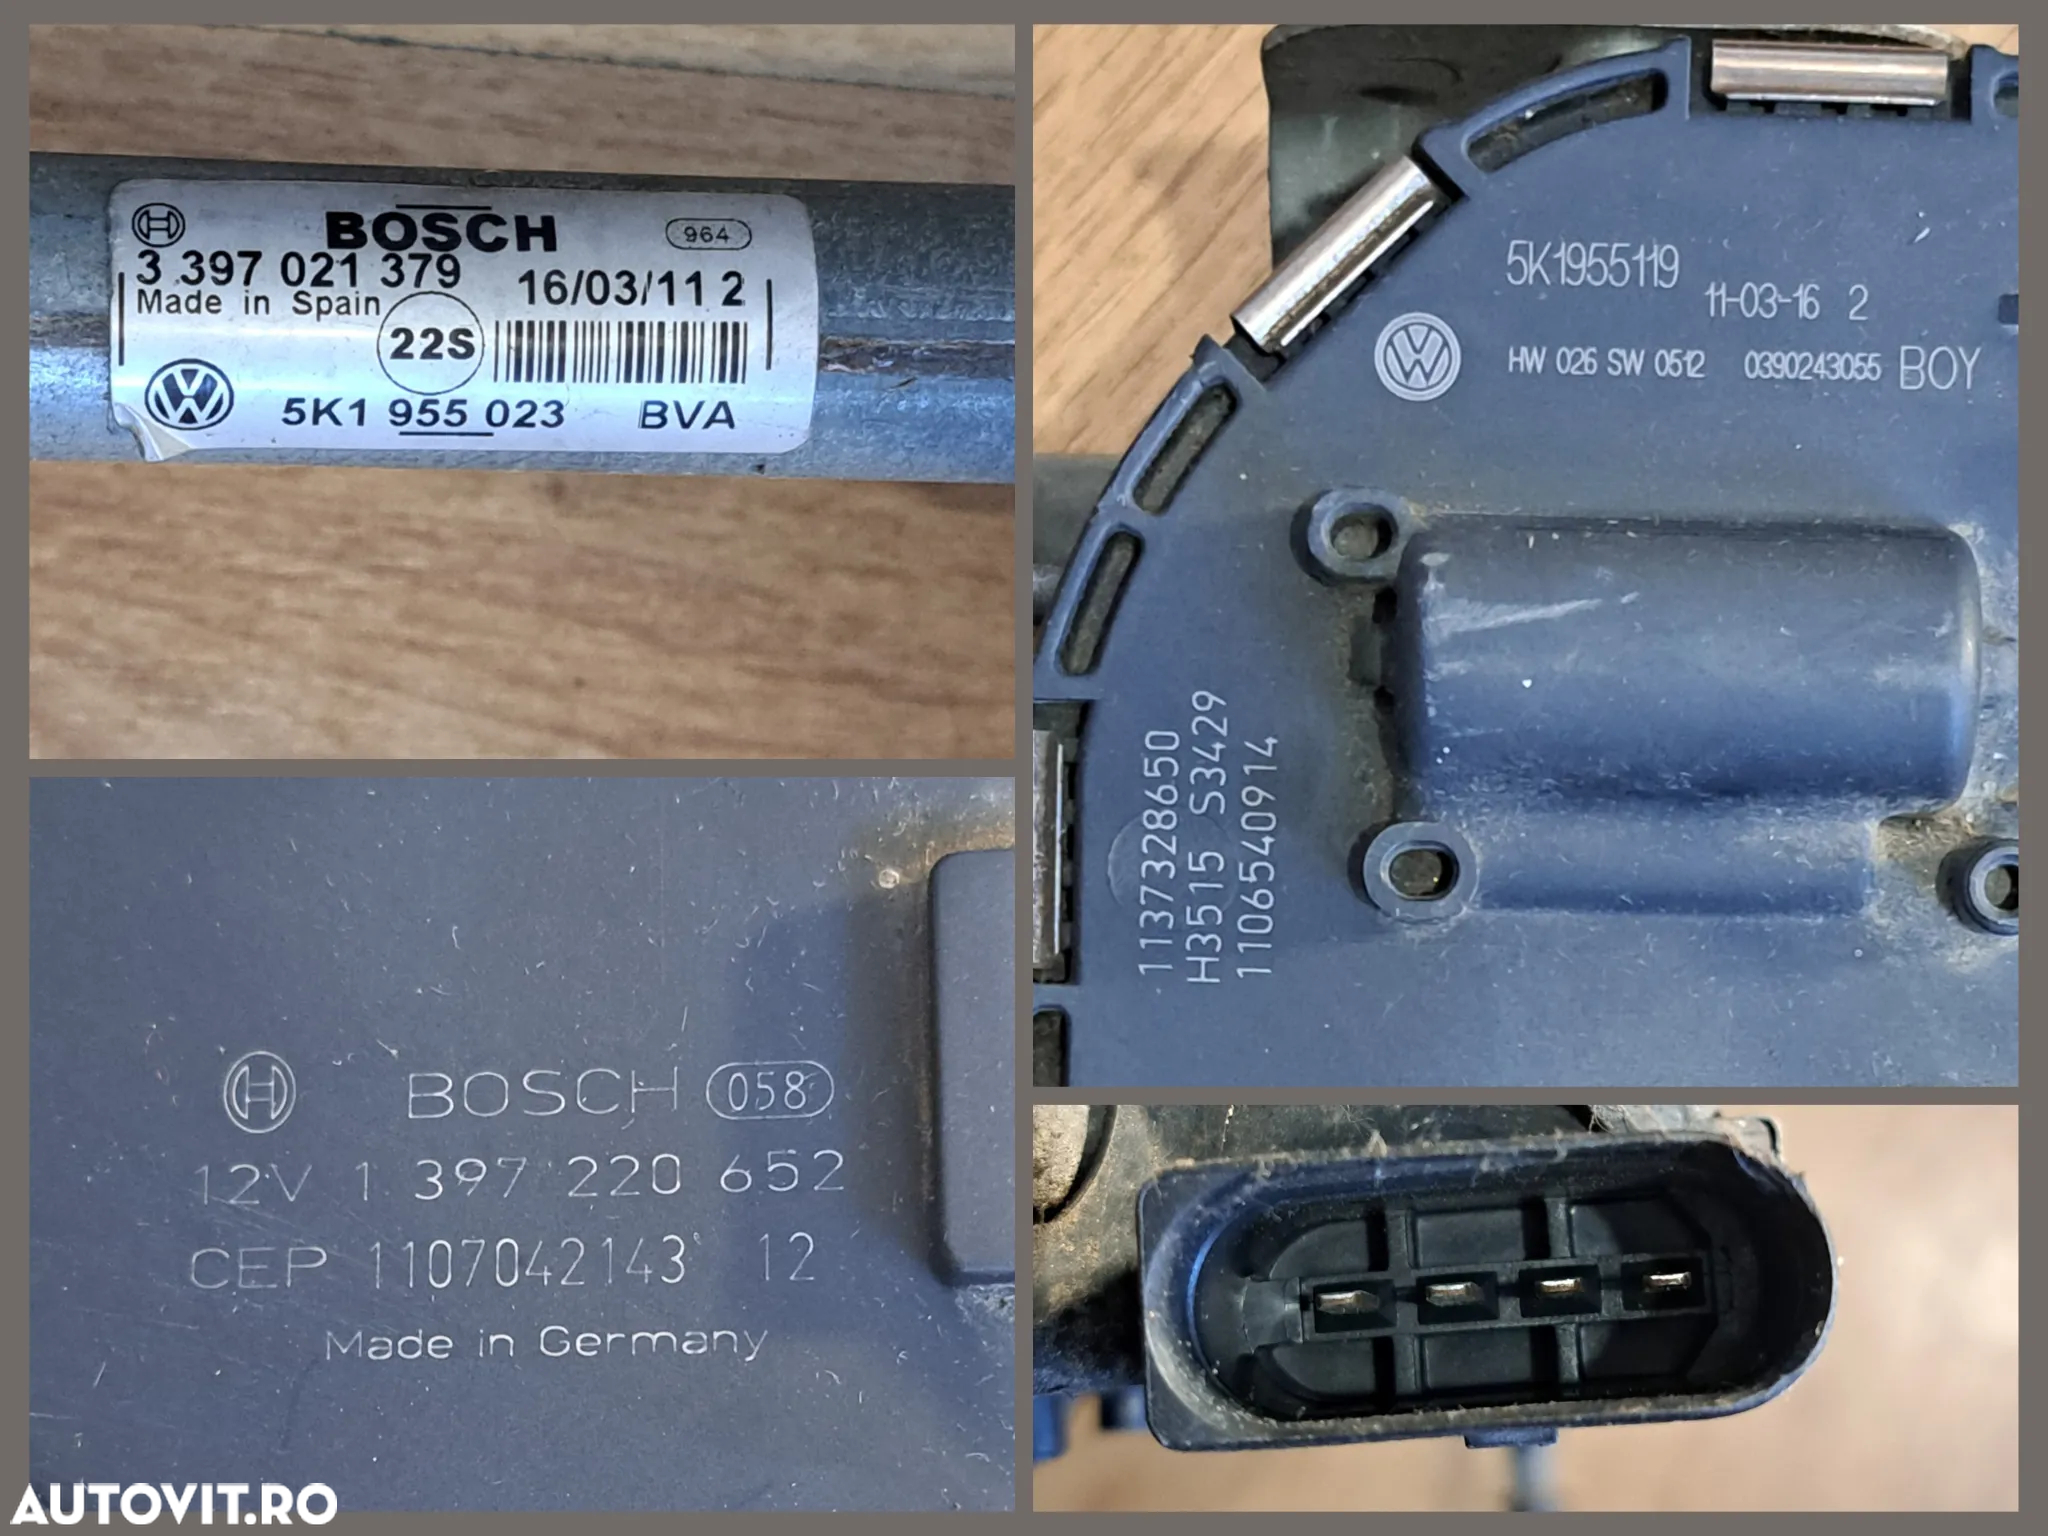 BOSCH 964
3 397 021 379 16/03/11 2
Made in Spain
22S
5K1 955 023 BVA
5K1955119
11-03-16 2
HW 026 SW 0512 0390243055 BOY
1137328650
H3515 S3429
1106540914
BOSCH 058
12V 1 397 220 652
CEP 1107042143 12
Made in Germany
AUTOVIT.RO